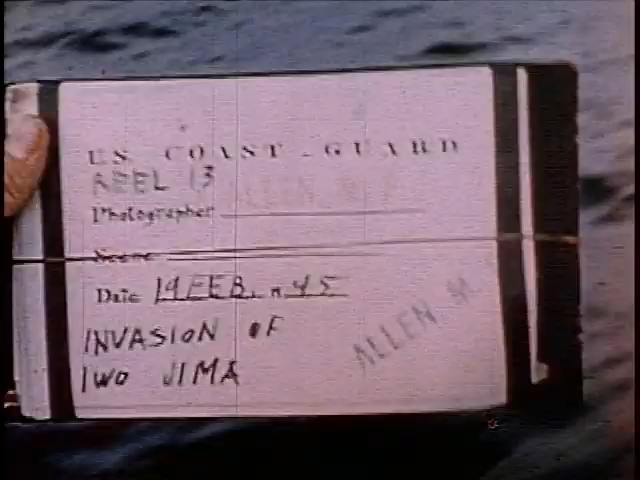 U.S. COAST-GUARD
REEL 13
Photographer
Scene
Date 19 FEB. 45
INVASION OF
IWO JIMA
ALLEN M